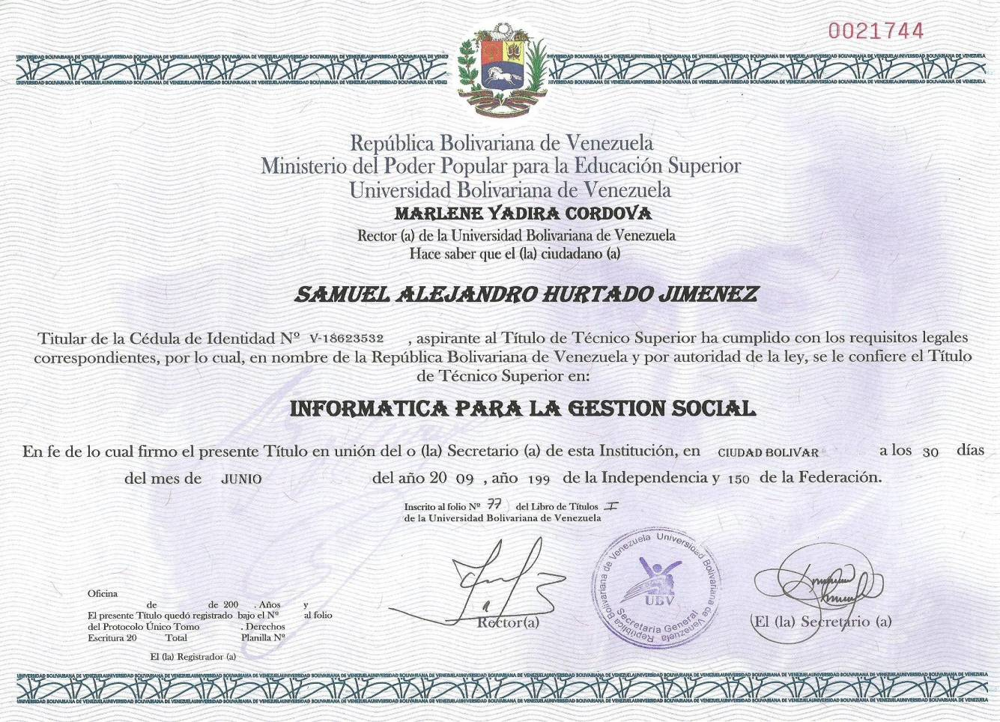 0021744
República Bolivariana de Venezuela
Ministerio del Poder Popular para la Educación Superior
Universidad Bolivariana de Venezuela
MARLENE YADIRA CORDOVA
Rector (a) de la Universidad Bolivariana de Venezuela
Hace saber que el (la) ciudadano (a)
SAMUEL ALEJANDRO HURTADO JIMENEZ
Titular de la Cédula de Identidad Nº V-18623532 , aspirante al Título de Técnico Superior ha cumplido con los requisitos legales
correspondientes, por lo cual, en nombre de la República Bolivariana de Venezuela y por autoridad de la ley, se le confiere el Título
de Técnico Superior en:
INFORMATICA PARA LA GESTION SOCIAL
En fe de lo cual firmo el presente Título en unión del o (la) Secretario (a) de esta Institución, en CIUDAD BOLIVAR a los 30 días
del mes de JUNIO del año 20 09 , año 199 de la Independencia y 150 de la Federación.
Inscrito al folio Nº 77 del Libro de Títulos I
de la Universidad Bolivariana de Venezuela
Oficina
de de 200 . Años y
El presente Título quedó registrado bajo el Nº al folio
del Protocolo Único Tomo . Derechos
Escritura 20 Total Planilla Nº
El (la) Registrador (a)
Rector(a)
República Bolivariana de Venezuela Universidad Bolivariana de Venezuela
UBV
Secretaria General
El (la) Secretario (a)